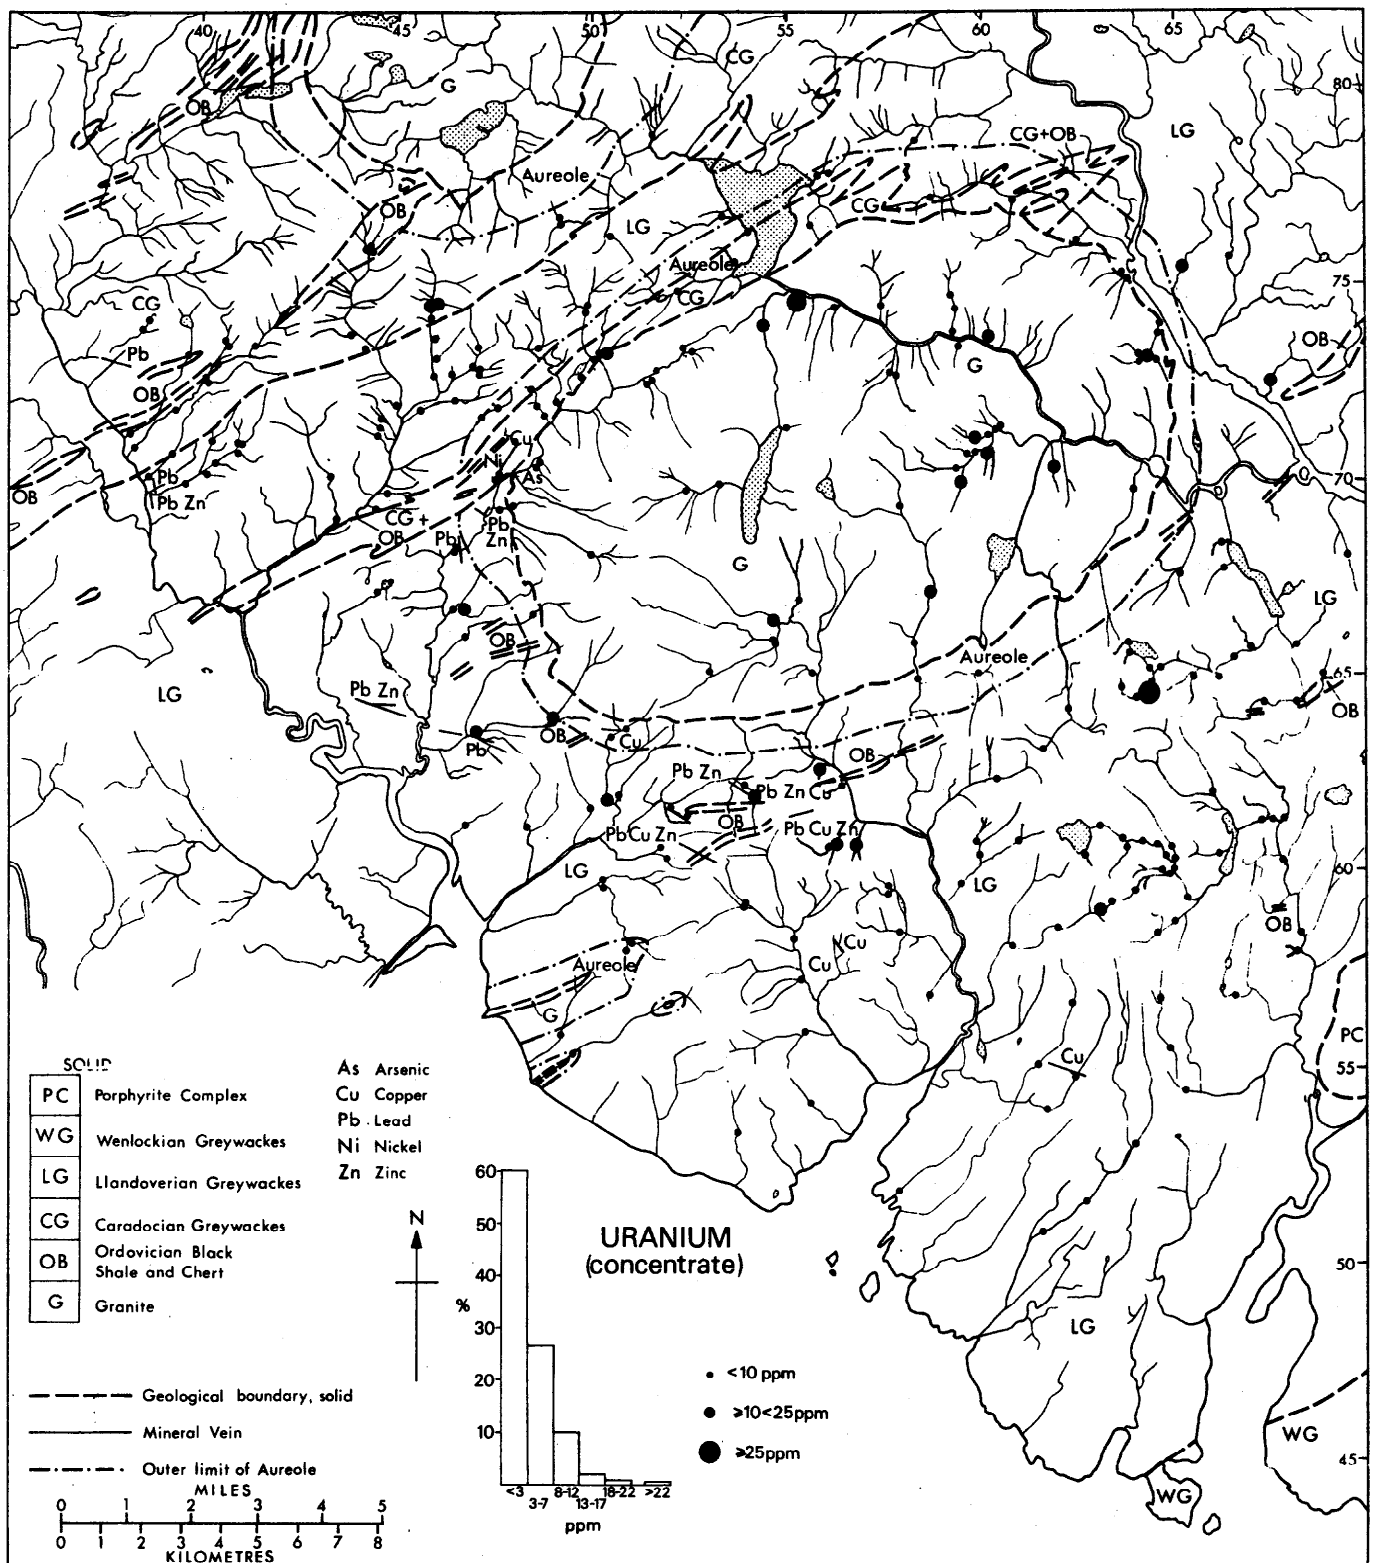 40 45 50 55 60 65
CG
G
80
OB
CG+OB
LG
Aureole
OB
CG
LG
Aureole
CG
75
CG
Pb
OB
OB
G
Cu
Ni
As
Pb
Pb Zn
OB
70
CG +
OB
Pb
Pb
Zn
G
LG
OB
Aureole
65
LG
Pb Zn
OB
Pb
OB
Cu
OB
Pb Zn
Pb Zn Cu
OB
Pb Cu Zn
Pb Cu Zn
LG
LG
60
OB
Cu
Aureole
Cu
G
PC
Cu
55
SOLID
PC Porphyrite Complex
WG Wenlockian Greywackes
LG Llandoverian Greywackes
CG Caradocian Greywackes
OB Ordovician Black
Shale and Chert
G Granite
As Arsenic
Cu Copper
Pb Lead
Ni Nickel
Zn Zinc
N
Geological boundary, solid
Mineral Vein
Outer limit of Aureole
MILES
0 1 2 3 4 5
0 1 2 3 4 5 6 7 8
KILOMETRES
60
50
40
%
30
20
10
<3 3-7 8-12 13-17 18-22 >22
ppm
URANIUM
(concentrate)
<10 ppm
⩾10<25ppm
⩾25ppm
50
LG
WG
45
WG